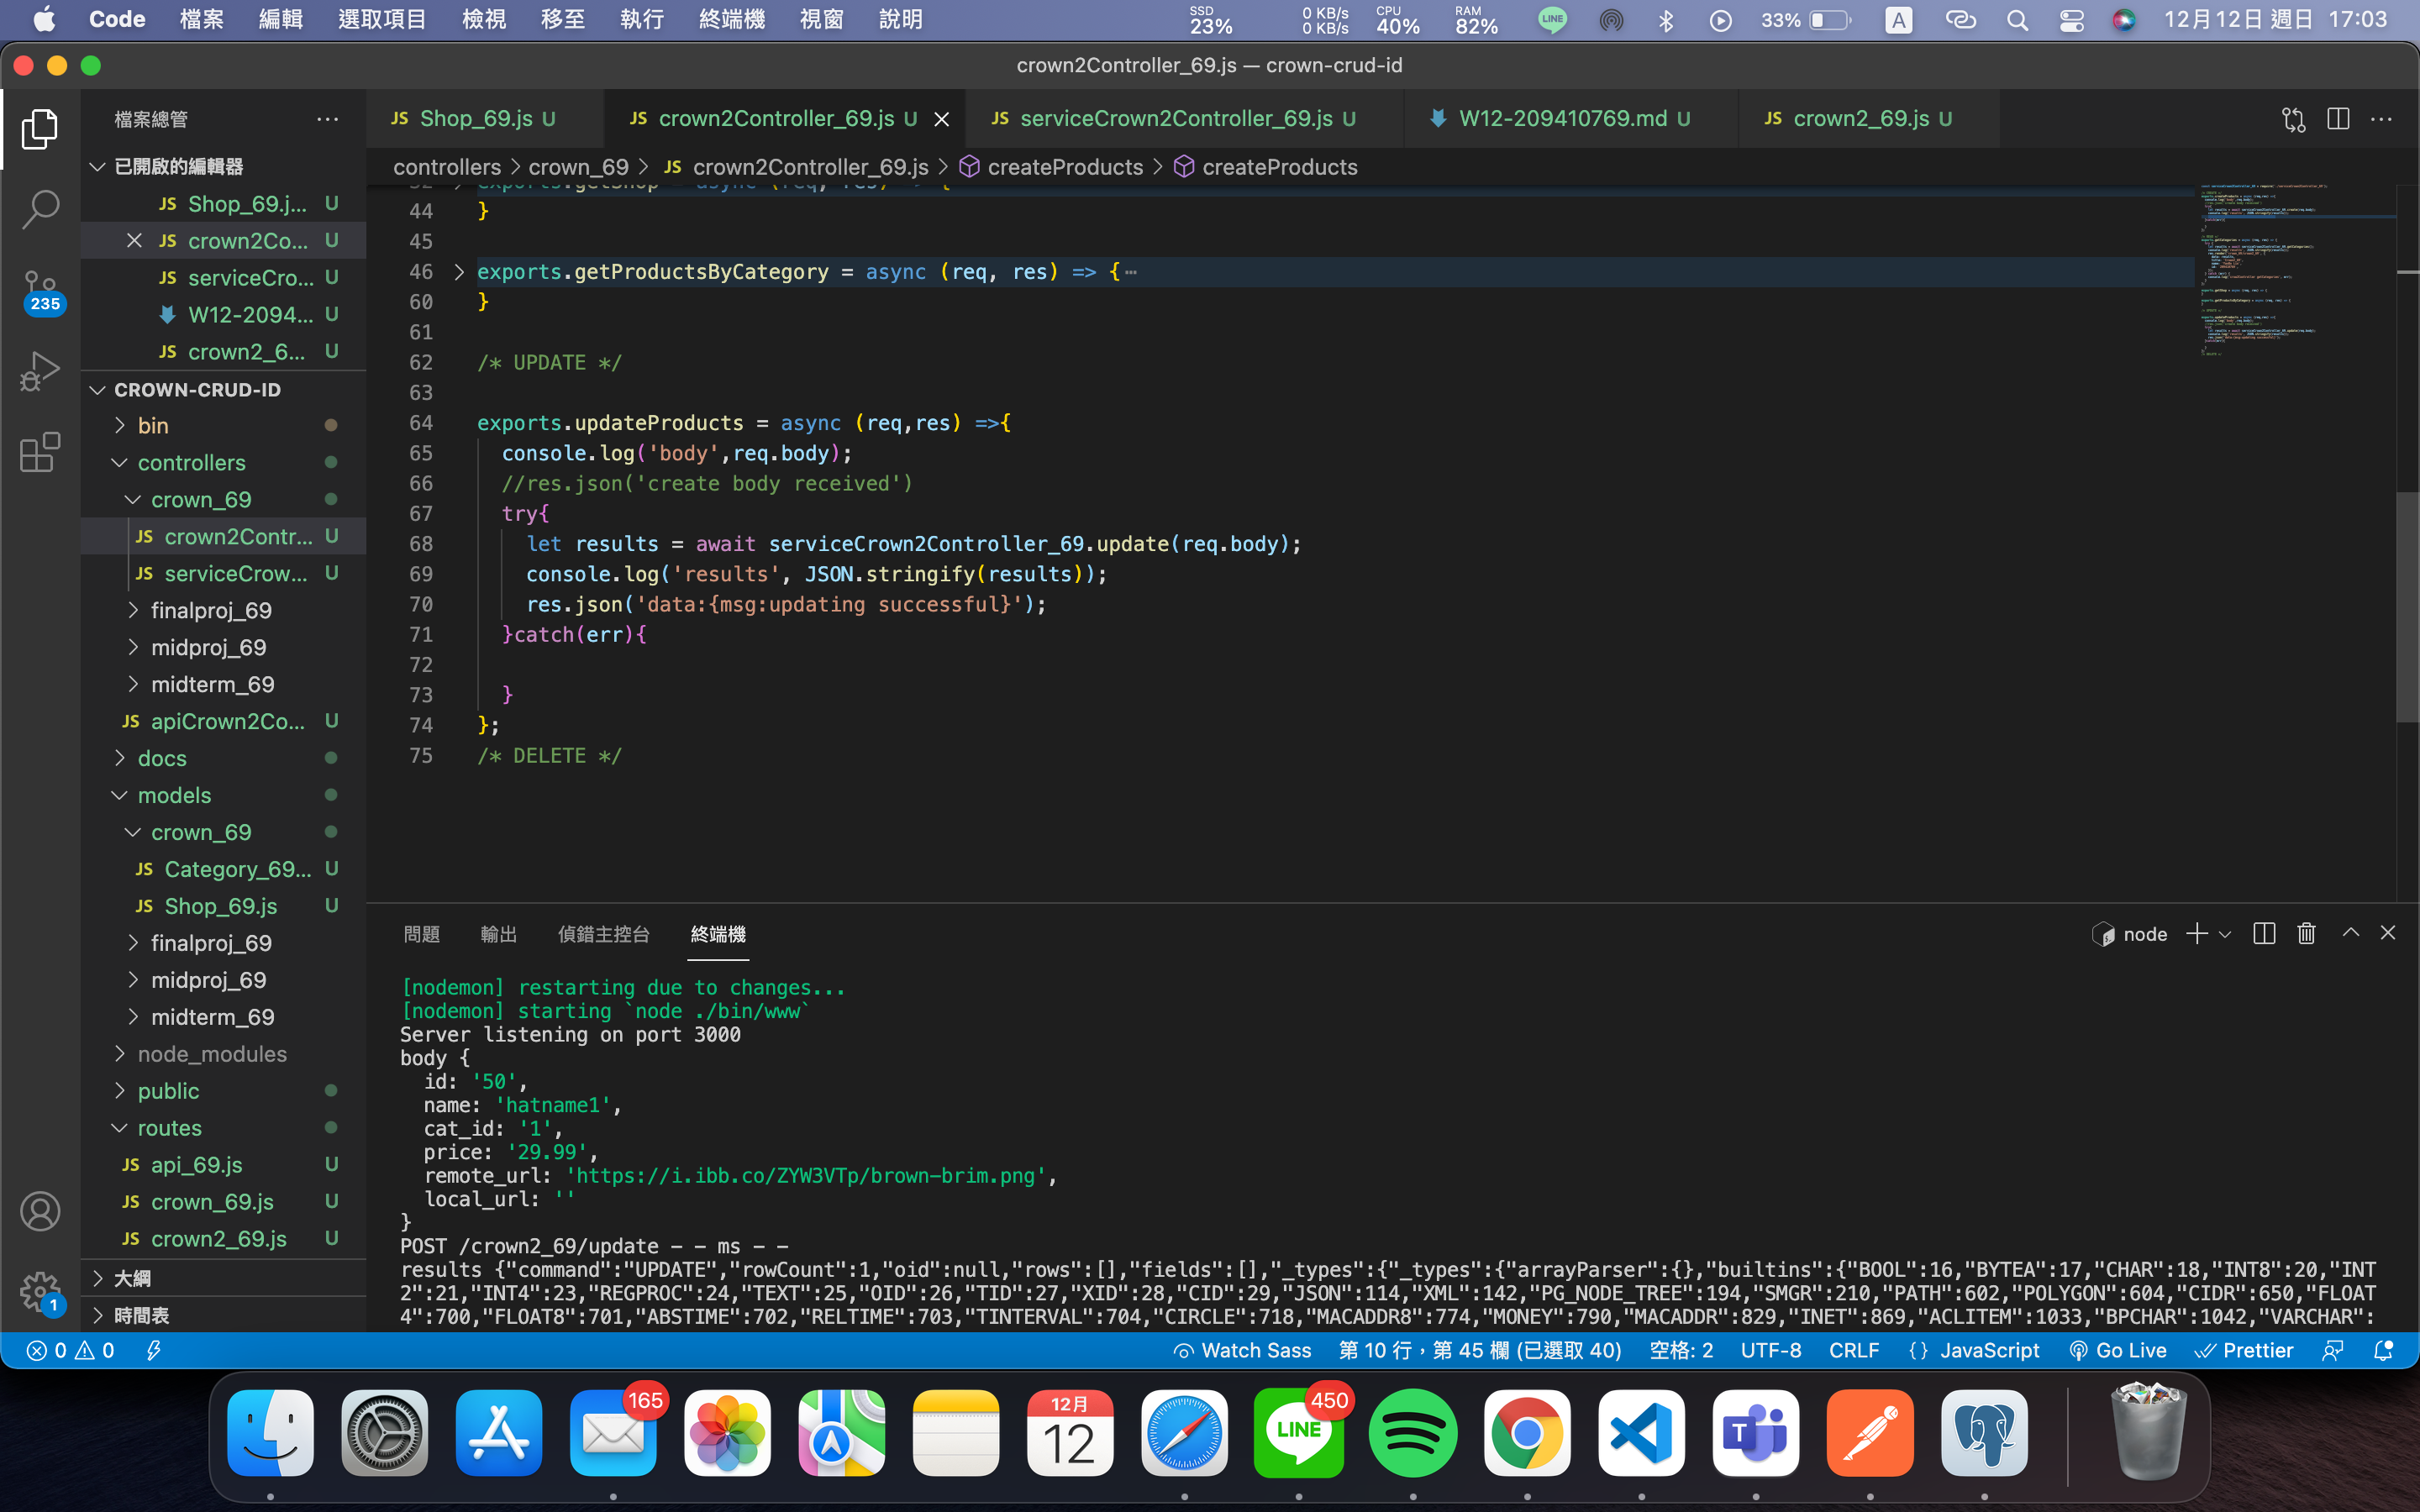 Code 檔案 編輯 選取項目 檢視 移至 執行 終端機 視窗 說明
SSD 23% 0 KB/s 0 KB/s CPU 40% RAM 82% LINE 33% A 12月12日 週日 17:03
crown2Controller_69.js — crown-crud-id
檔案總管
JS Shop_69.js U
JS crown2Controller_69.js U
JS serviceCrown2Controller_69.js U
W12-209410769.md U
JS crown2_69.js U
controllers > crown_69 > JS crown2Controller_69.js > createProducts > createProducts
已開啟的編輯器
JS Shop_69.j... U
JS crown2Co... U
JS serviceCro... U
W12-2094... U
JS crown2_6... U
235
CROWN-CRUD-ID
bin
controllers
crown_69
JS crown2Contr... U
JS serviceCrow... U
finalproj_69
midproj_69
midterm_69
JS apiCrown2Co... U
docs
models
crown_69
JS Category_69... U
JS Shop_69.js U
finalproj_69
midproj_69
midterm_69
node_modules
public
routes
JS api_69.js U
JS crown_69.js U
JS crown2_69.js U
大綱
時間表
1
exports.getShop = async (req, res) => {
44 }
45
46 exports.getProductsByCategory = async (req, res) => {…
60 }
61
62 /* UPDATE */
63
64 exports.updateProducts = async (req,res) =>{
65 console.log('body',req.body);
66 //res.json('create body received')
67 try{
68 let results = await serviceCrown2Controller_69.update(req.body);
69 console.log('results', JSON.stringify(results));
70 res.json('data:{msg:updating successful}');
71 }catch(err){
72
73 }
74 };
75 /* DELETE */
問題 輸出 偵錯主控台 終端機
node
[nodemon] restarting due to changes...
[nodemon] starting `node ./bin/www`
Server listening on port 3000
body {
id: '50',
name: 'hatname1',
cat_id: '1',
price: '29.99',
remote_url: 'https://i.ibb.co/ZYW3VTp/brown-brim.png',
local_url: ''
}
POST /crown2_69/update - - ms - -
results {"command":"UPDATE","rowCount":1,"oid":null,"rows":[],"fields":[],"_types":{"_types":{"arrayParser":{},"builtins":{"BOOL":16,"BYTEA":17,"CHAR":18,"INT8":20,"INT
2":21,"INT4":23,"REGPROC":24,"TEXT":25,"OID":26,"TID":27,"XID":28,"CID":29,"JSON":114,"XML":142,"PG_NODE_TREE":194,"SMGR":210,"PATH":602,"POLYGON":604,"CIDR":650,"FLOAT
4":700,"FLOAT8":701,"ABSTIME":702,"RELTIME":703,"TINTERVAL":704,"CIRCLE":718,"MACADDR8":774,"MONEY":790,"MACADDR":829,"INET":869,"ACLITEM":1033,"BPCHAR":1042,"VARCHAR":
0 0
Watch Sass 第 10 行，第 45 欄 (已選取 40) 空格: 2 UTF-8 CRLF {} JavaScript Go Live Prettier
165
12月
12
LINE
450
T